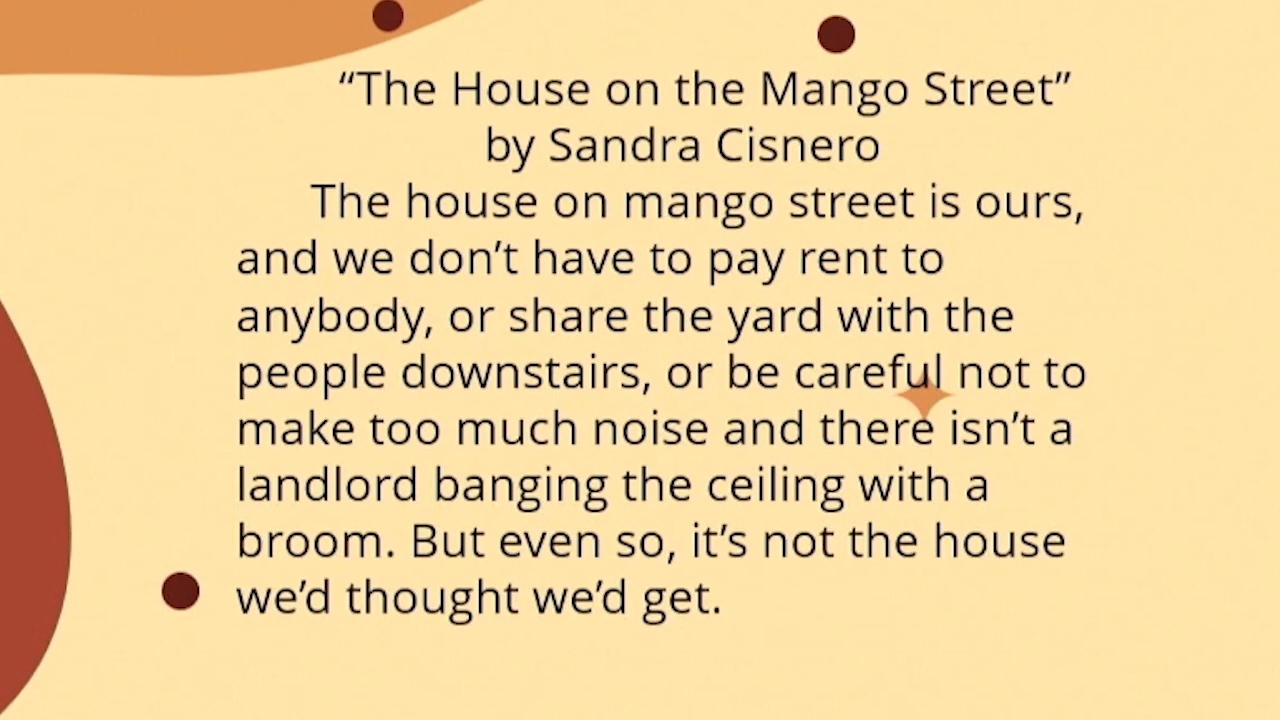 “The House on the Mango Street”
by Sandra Cisnero
The house on mango street is ours,
and we don’t have to pay rent to
anybody, or share the yard with the
people downstairs, or be careful not to
make too much noise and there isn’t a
landlord banging the ceiling with a
broom. But even so, it’s not the house
we’d thought we’d get.